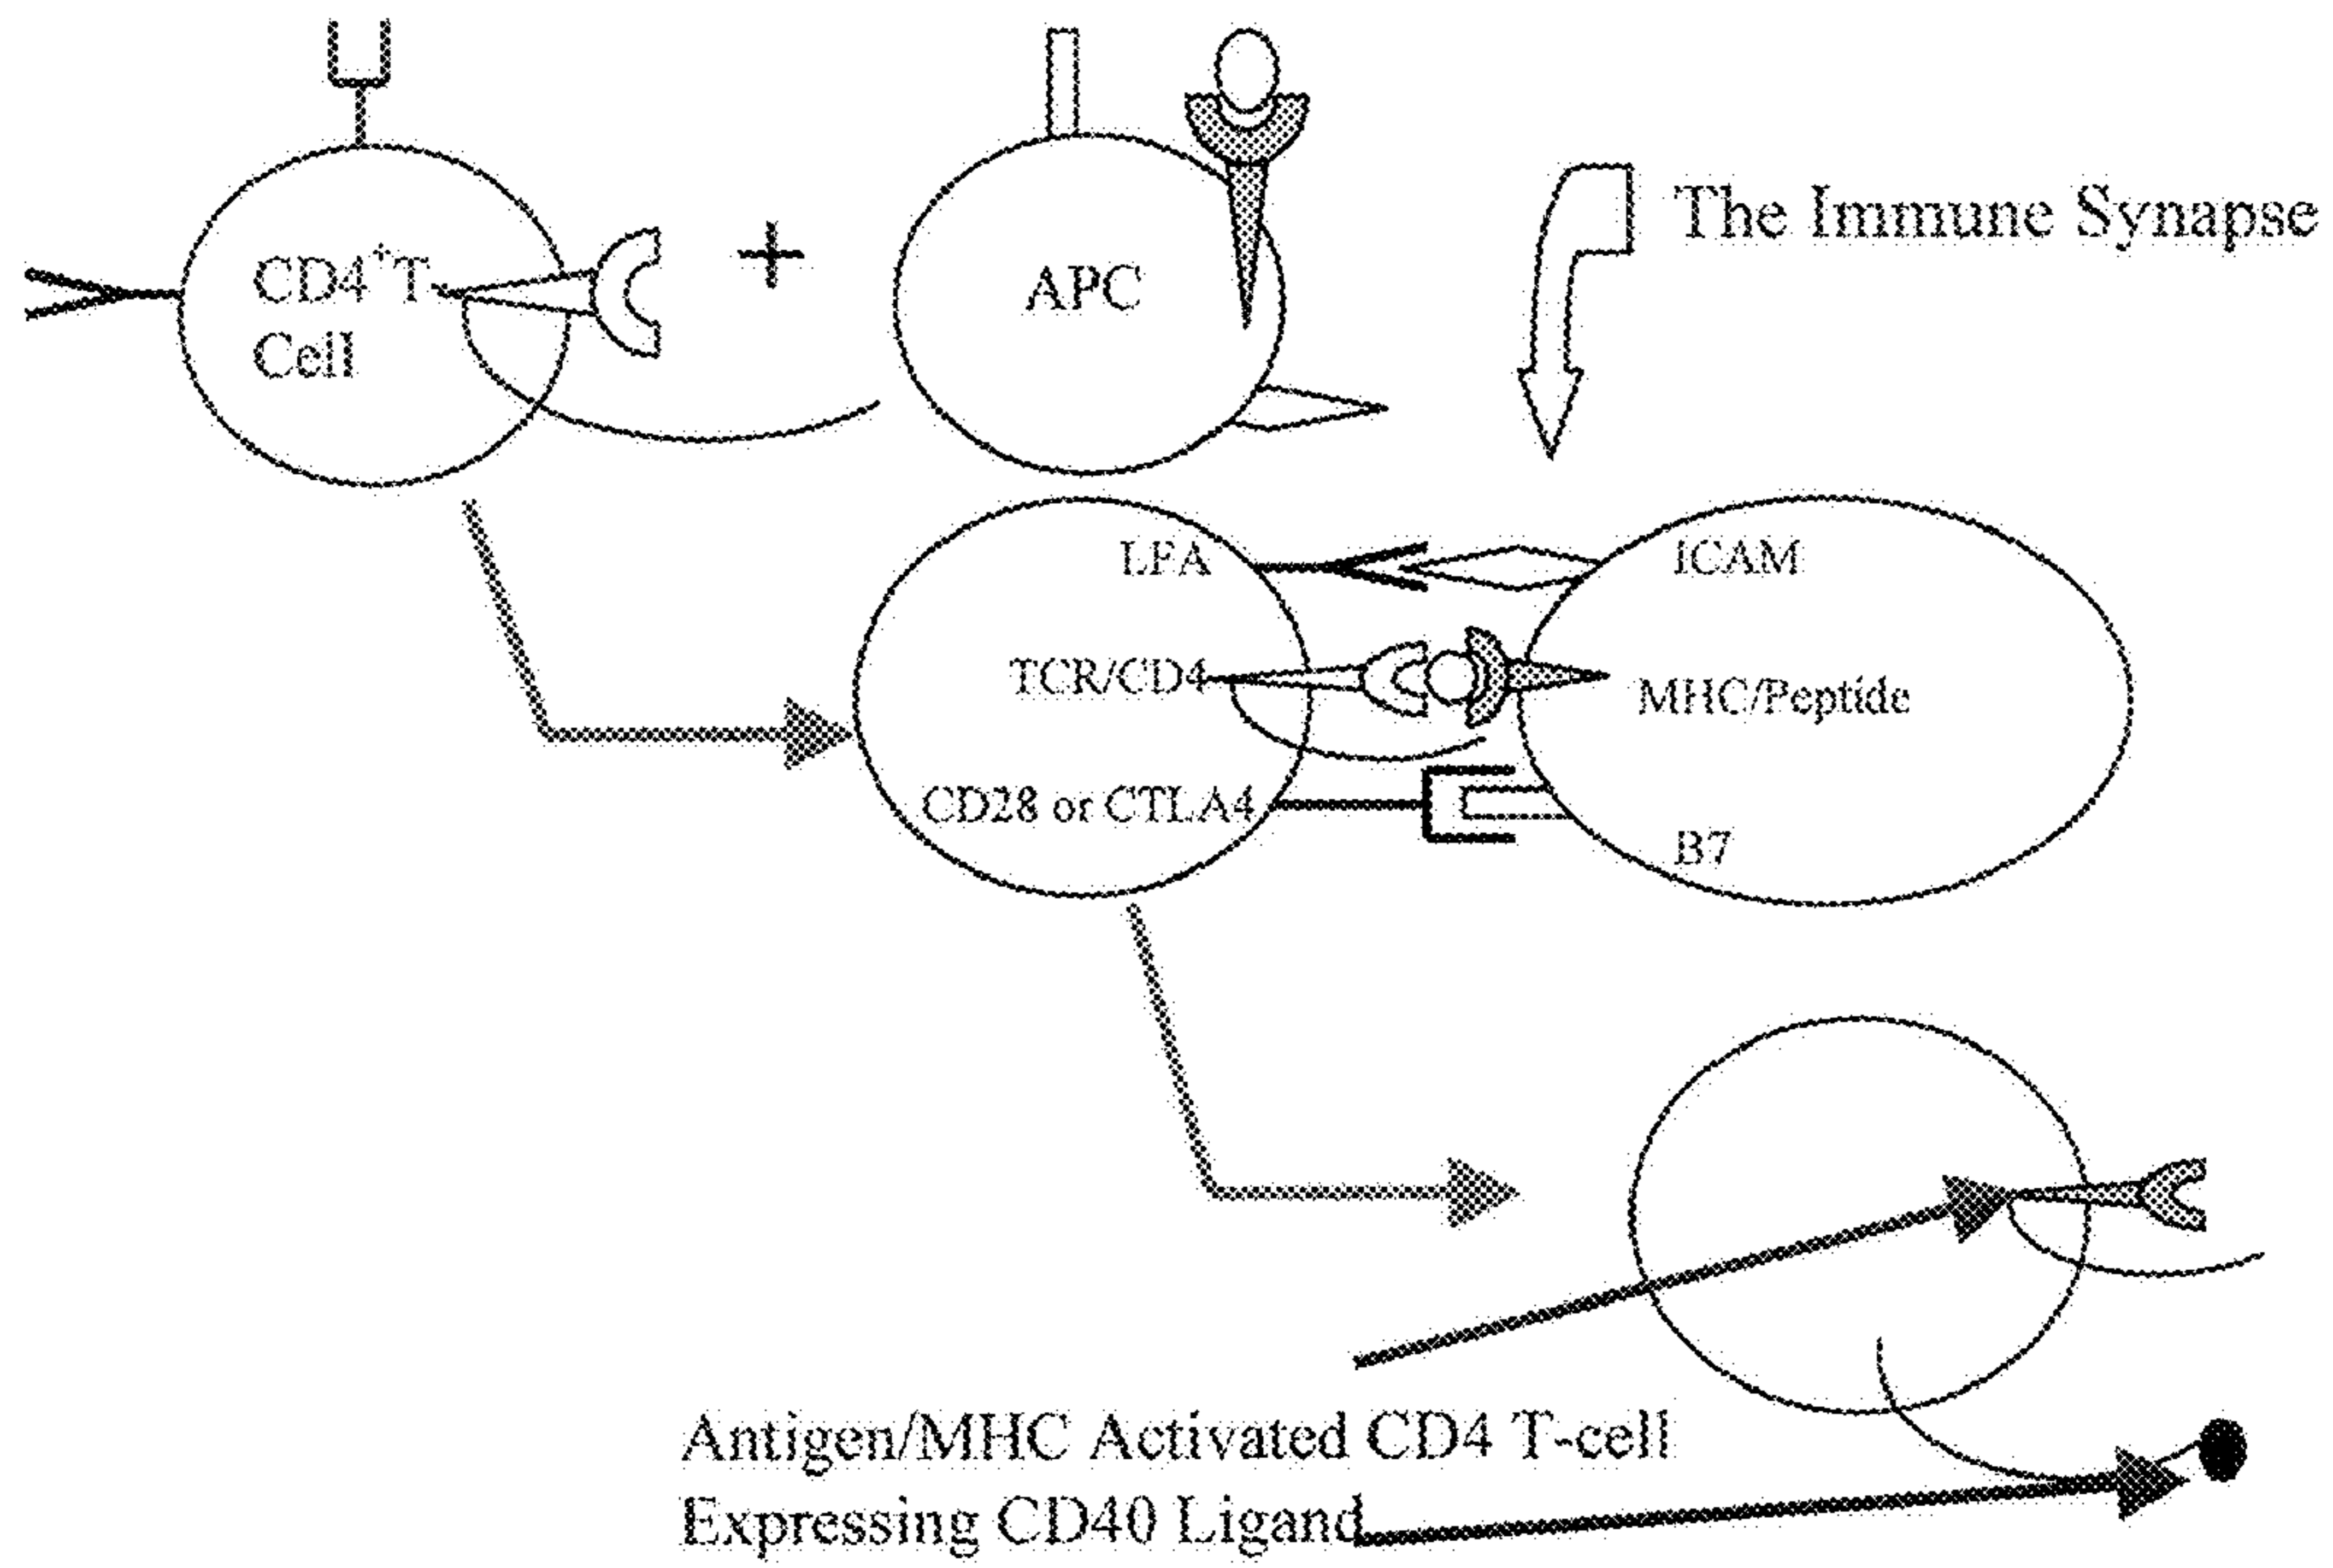 The Immune Synapse
CD4⁺T
Cell
+
APC
LFA
ICAM
TCR/CD4
MHC/Peptide
CD28 or CTLA4
B7
Antigen/MHC Activated CD4 T-cell
Expressing CD40 Ligand